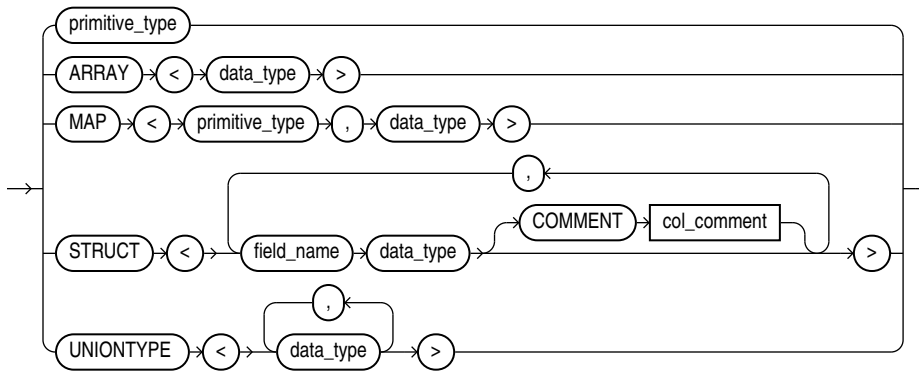 primitive_type
ARRAY < data_type >
MAP < primitive_type , data_type >
,
COMMENT col_comment
STRUCT < field_name data_type >
,
UNIONTYPE < data_type >